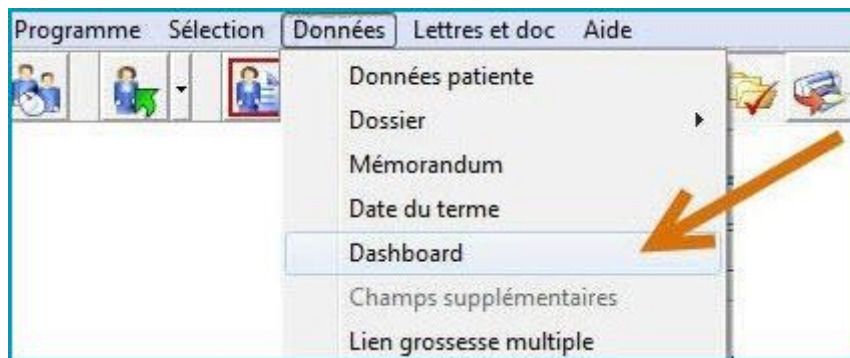 Programme Sélection Données Lettres et doc Aide
Données patiente
Dossier
Mémorandum
Date du terme
Dashboard
Champs supplémentaires
Lien grossesse multiple